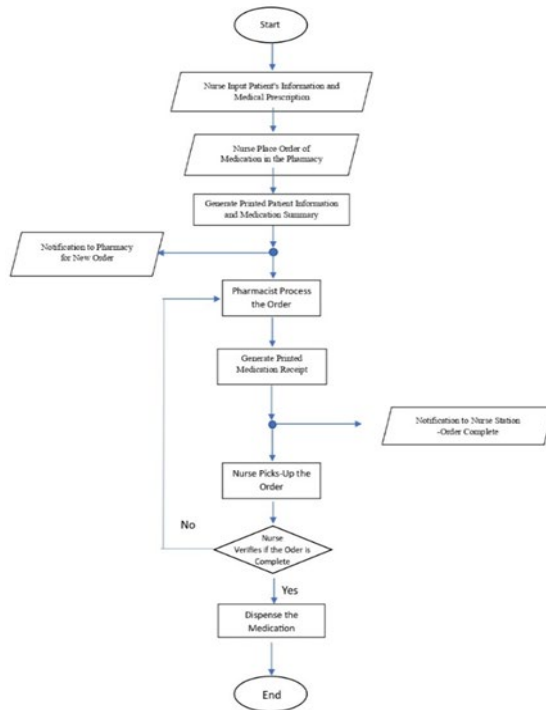 Start
Nurse Input Patient's Information and
Medical Prescription
Nurse Place Order of
Medication in the Pharmacy
Generate Printed Patient Information
and Medication Summary
Notification to Pharmacy
for New Order
Pharmacist Process
the Order
Generate Printed
Medication Receipt
Notification to Nurse Station
-Order Complete
Nurse Picks-Up the
Order
No
Nurse
Verifies if the Oder is
Complete
Yes
Dispense the
Medication
End